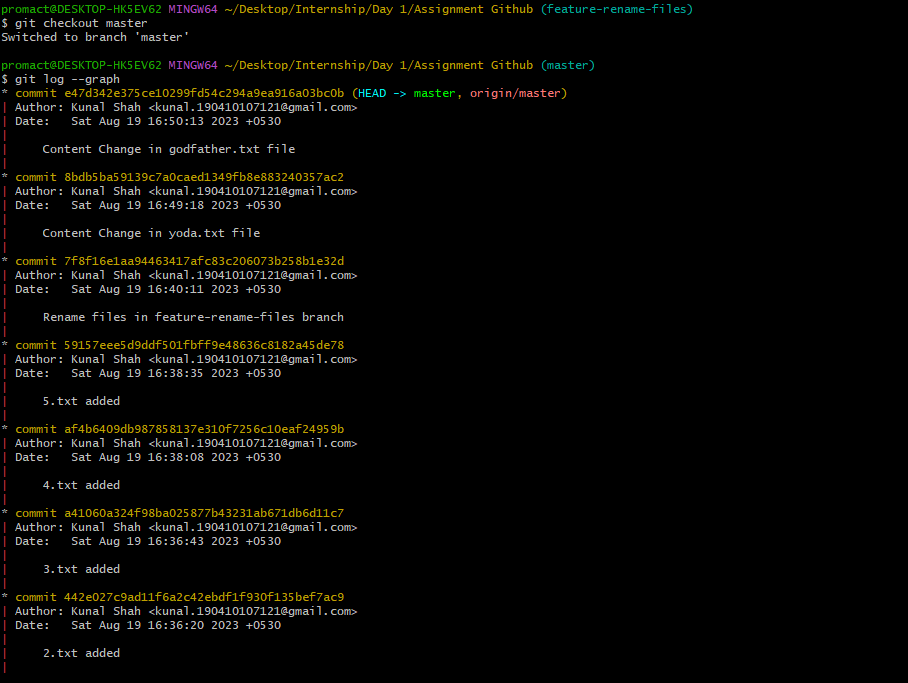 promact@DESKTOP-HK5EV62 MINGW64 ~/Desktop/Internship/Day 1/Assignment Github (feature-rename-files)
$ git checkout master
Switched to branch 'master'
promact@DESKTOP-HK5EV62 MINGW64 ~/Desktop/Internship/Day 1/Assignment Github (master)
$ git log --graph
* commit e47d342e375ce10299fd54c294a9ea916a03bc0b (HEAD -> master, origin/master)
| Author: Kunal Shah <kunal.190410107121@gmail.com>
| Date:   Sat Aug 19 16:50:13 2023 +0530
|
|     Content Change in godfather.txt file
|
* commit 8bdb5ba59139c7a0caed1349fb8e883240357ac2
| Author: Kunal Shah <kunal.190410107121@gmail.com>
| Date:   Sat Aug 19 16:49:18 2023 +0530
|
|     Content Change in yoda.txt file
|
* commit 7f8f16e1aa94463417afc83c206073b258b1e32d
| Author: Kunal Shah <kunal.190410107121@gmail.com>
| Date:   Sat Aug 19 16:40:11 2023 +0530
|
|     Rename files in feature-rename-files branch
|
* commit 59157eee5d9ddf501fbff9e48636c8182a45de78
| Author: Kunal Shah <kunal.190410107121@gmail.com>
| Date:   Sat Aug 19 16:38:35 2023 +0530
|
|     5.txt added
|
* commit af4b6409db987858137e310f7256c10eaf24959b
| Author: Kunal Shah <kunal.190410107121@gmail.com>
| Date:   Sat Aug 19 16:38:08 2023 +0530
|
|     4.txt added
|
* commit a41060a324f98ba025877b43231ab671db6d11c7
| Author: Kunal Shah <kunal.190410107121@gmail.com>
| Date:   Sat Aug 19 16:36:43 2023 +0530
|
|     3.txt added
|
* commit 442e027c9ad11f6a2c42ebdf1f930f135bef7ac9
| Author: Kunal Shah <kunal.190410107121@gmail.com>
| Date:   Sat Aug 19 16:36:20 2023 +0530
|
|     2.txt added
|